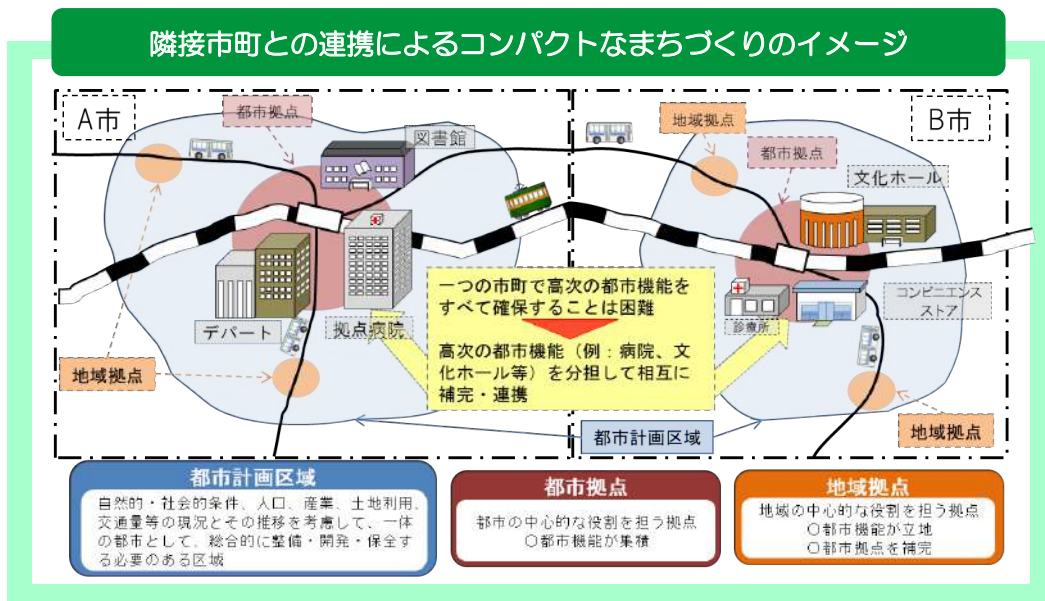 隣接市町との連携によるコンパクトなまちづくりのイメージ
A市
都市拠点
図書館
地域拠点
都市拠点
B市
文化ホール
デパート
拠点病院
一つの市町で高次の都市機能を
すべて確保することは困難
高次の都市機能（例：病院、文
化ホール等）を分担して相互に
補完・連携
コンビニエンス
ストア
診療所
地域拠点
都市計画区域
地域拠点
都市計画区域
自然的・社会的条件、人口、産業、土地利用、
交通量等の現況とその推移を考慮して、一体
の都市として、総合的に整備・開発・保全す
る必要のある区域
都市拠点
都市の中心的な役割を担う拠点
〇都市機能が集積
地域拠点
地域の中心的な役割を担う拠点
〇都市機能が立地
〇都市拠点を補完